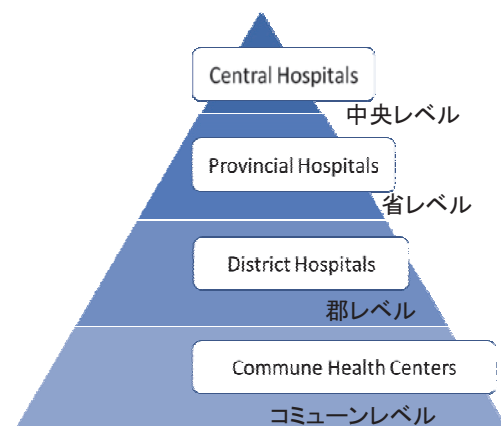 Central Hospitals
中央レベル
Provincial Hospitals
省レベル
District Hospitals
郡レベル
Commune Health Centers
コミューンレベル